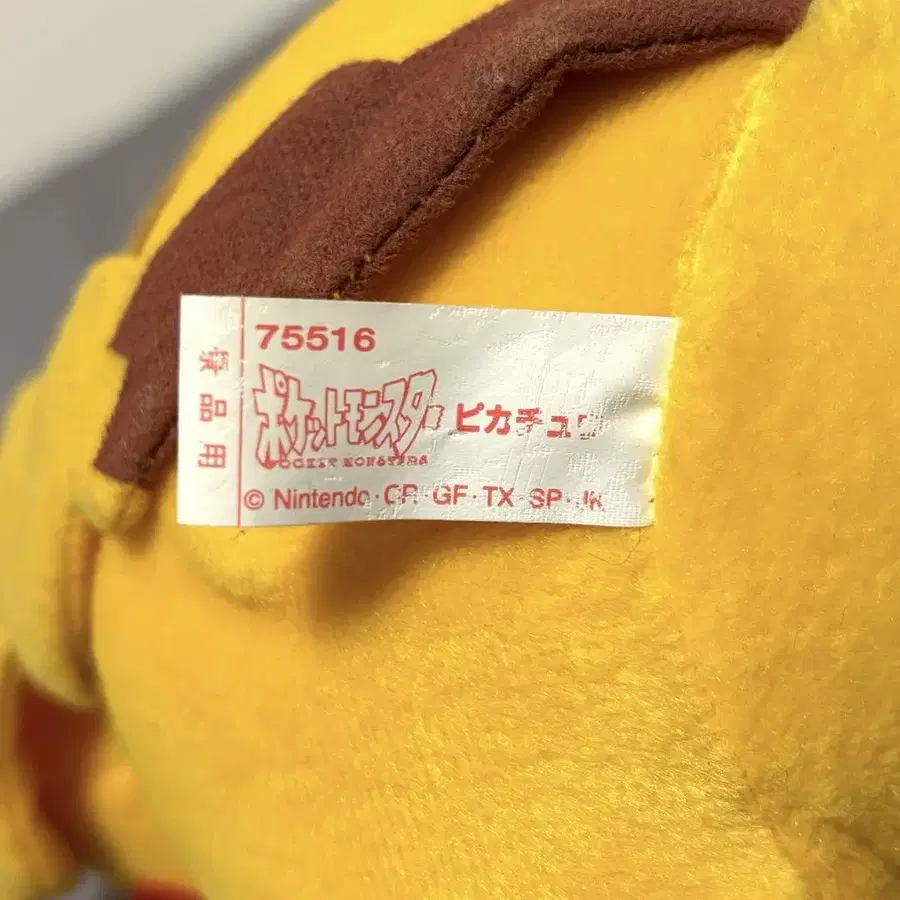 景品用
75516
ポケットモンスター ピカチュウ
POCKET MONSTERS
© Nintendo · CR · GF · TX · SP · JK